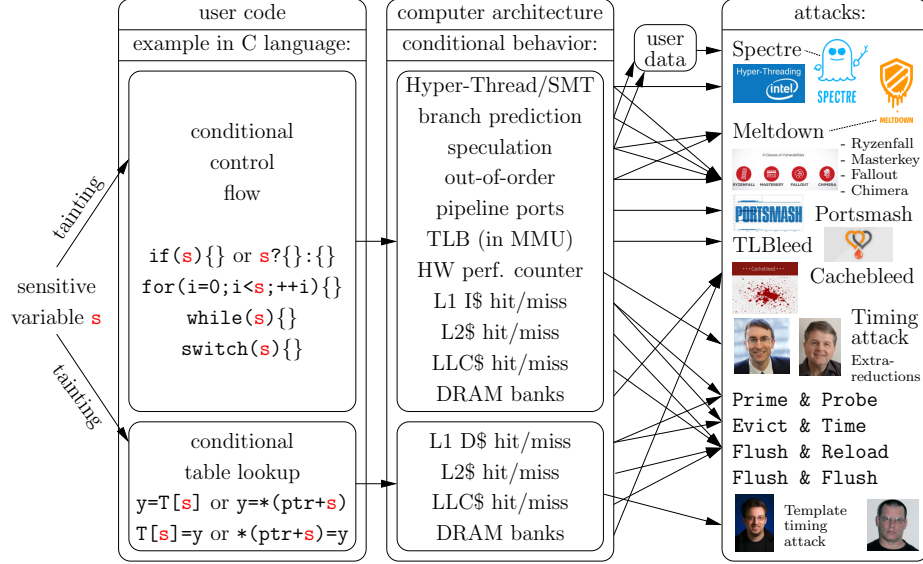 user code
example in C language:
conditional
control
flow
if(s){} or s?{}:{}
for(i=0;i<s;++i){}
while(s){}
switch(s){}
tainting
sensitive
variable s
tainting
conditional
table lookup
y=T[s] or y=*(ptr+s)
T[s]=y or *(ptr+s)=y
computer architecture
conditional behavior:
Hyper-Thread/SMT
branch prediction
speculation
out-of-order
pipeline ports
TLB (in MMU)
HW perf. counter
L1 I$ hit/miss
L2$ hit/miss
LLC$ hit/miss
DRAM banks
L1 D$ hit/miss
L2$ hit/miss
LLC$ hit/miss
DRAM banks
user
data
attacks:
Spectre
Hyper-Threading
intel
SPECTRE
MELTDOWN
Meltdown
- Ryzenfall
- Masterkey
- Fallout
- Chimera
RYZENFALL MASTERKEY FALLOUT CHIMERA
PORTSMASH
Portsmash
TLBleed
CacheBleed
Cachebleed
Timing
attack
Extra-
reductions
Prime & Probe
Evict & Time
Flush & Reload
Flush & Flush
Template
timing
attack